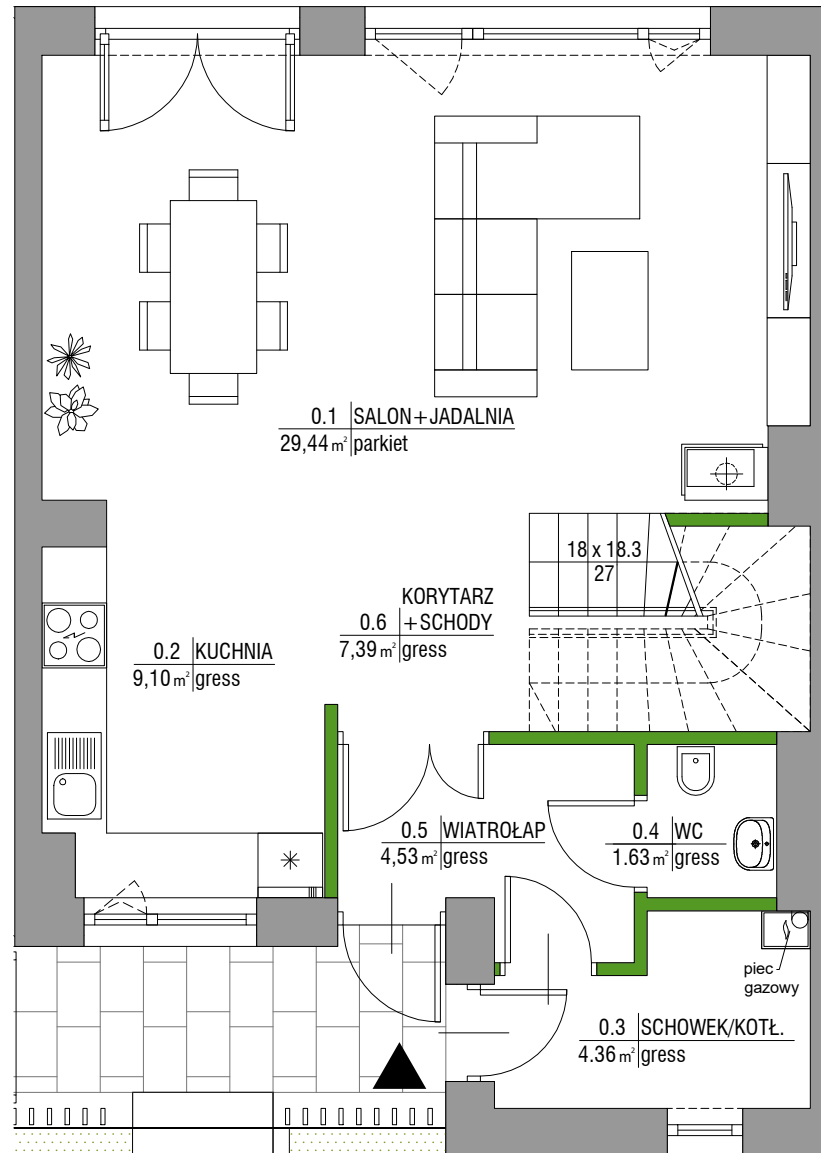 0.1 SALON+JADALNIA
29,44 m² parkiet
18 x 18.3
27
KORYTARZ
0.6 +SCHODY
7,39 m² gress
0.2 KUCHNIA
9,10 m² gress
0.5 WIATROŁAP
4,53 m² gress
0.4 WC
1.63 m² gress
piec
gazowy
0.3 SCHOWEK/KOTŁ.
4.36 m² gress